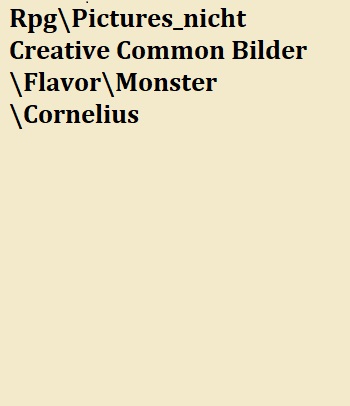 Rpg\Pictures_nicht
Creative Common Bilder
\Flavor\Monster
\Cornelius